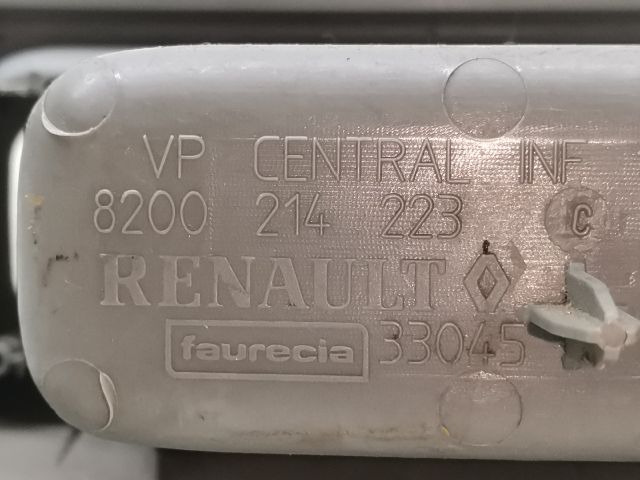 VP CENTRAL INF
8200 214 223 C
RENAULT
faurecia 33045